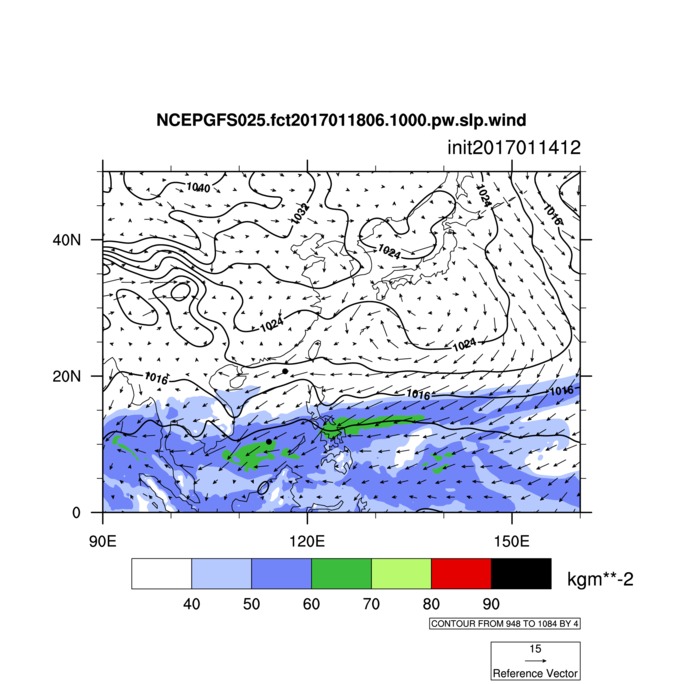 NCEPGFS025.fct2017011806.1000.pw.slp.wind
init2017011412
1040
1032
1024
1016
40N
1024
1024
1024
20N
1016
1016
1016
0
90E 120E 150E
kgm**-2
40 50 60 70 80 90
CONTOUR FROM 948 TO 1084 BY 4
15
Reference Vector